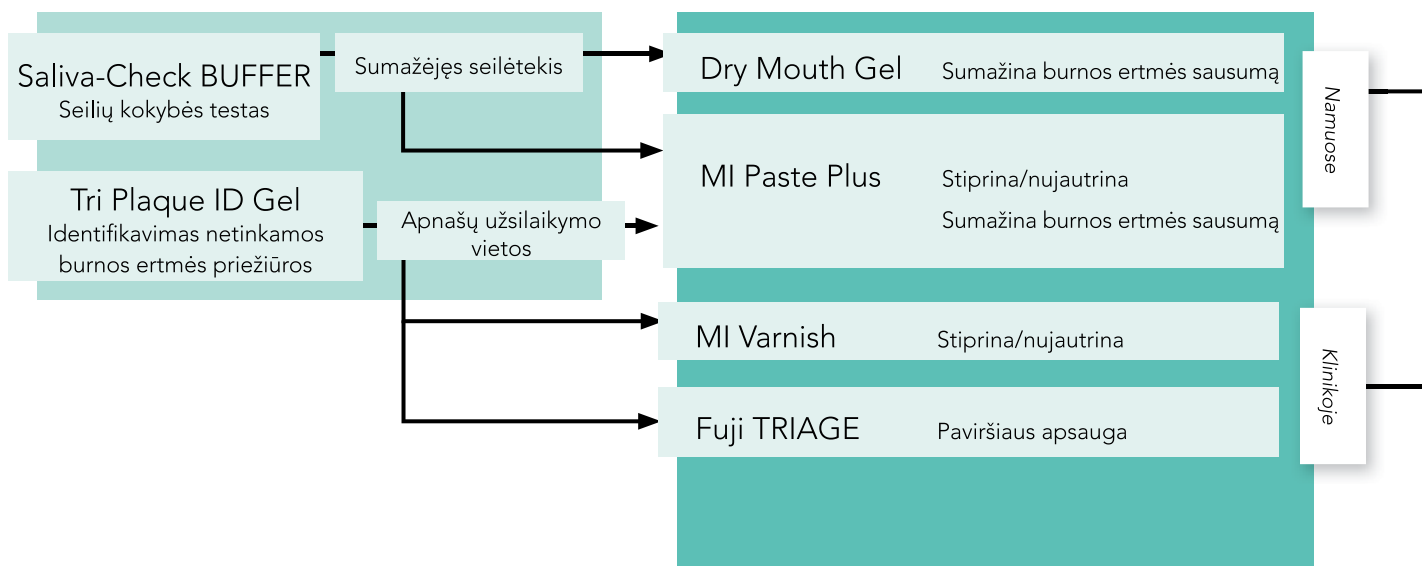 Saliva-Check BUFFER
Seilių kokybės testas
Sumažėjęs seilėtekis
Dry Mouth Gel
Sumažina burnos ertmės sausumą
Namuose
Tri Plaque ID Gel
Identifikavimas netinkamos
burnos ertmės priežiūros
Apnašų užsilaikymo
vietos
MI Paste Plus
Stiprina/nujautrina
Sumažina burnos ertmės sausumą
MI Varnish
Stiprina/nujautrina
Klinikoje
Fuji TRIAGE
Paviršiaus apsauga